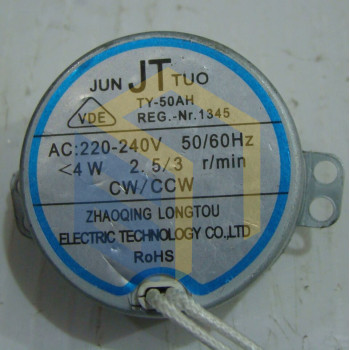 JUN JT TUO
VDE
TY-50AH
REG.-Nr.1345
AC:220-240V 50/60Hz
<4W 2.5/3 r/min
CW/CCW
ZHAOQING LONGTOU
ELECTRIC TECHNOLOGY CO.,LTD
RoHS